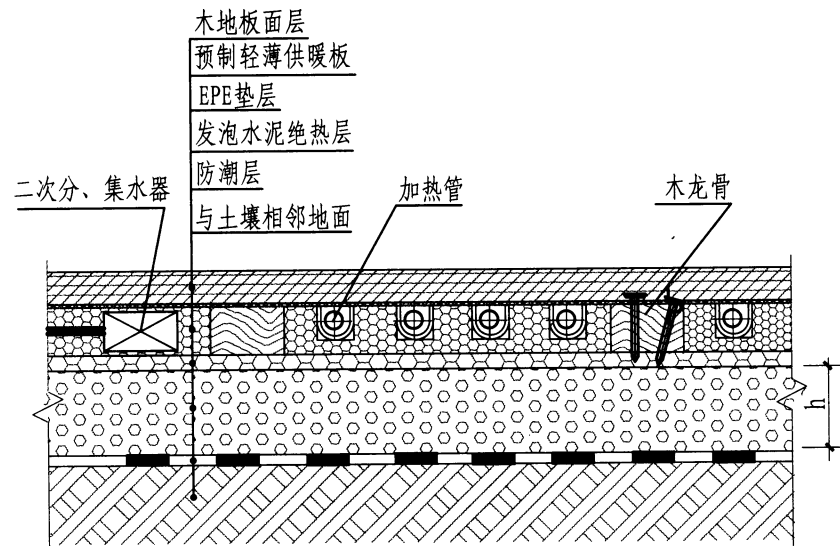 木地板面层
预制轻薄供暖板
EPE垫层
发泡水泥绝热层
防潮层
与土壤相邻地面
二次分、集水器
加热管
木龙骨
h